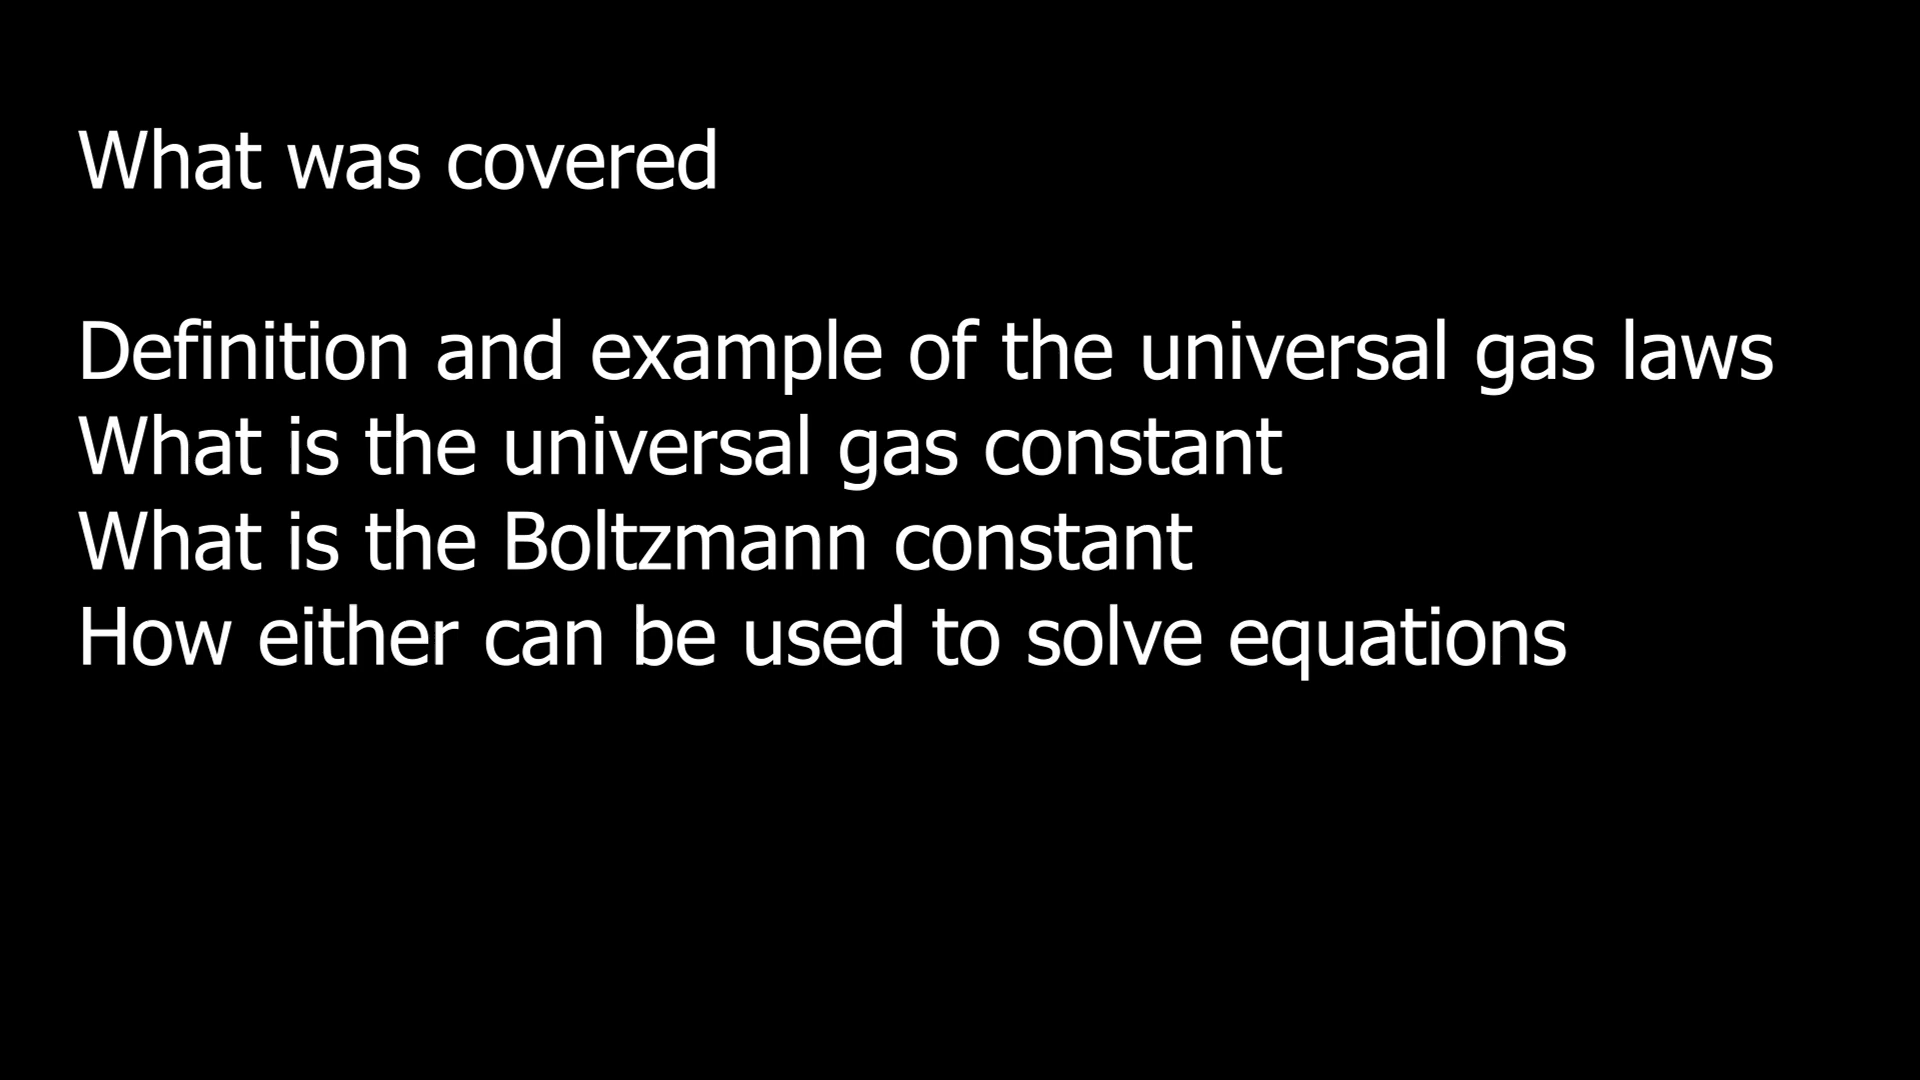 What was covered
Definition and example of the universal gas laws
What is the universal gas constant
What is the Boltzmann constant
How either can be used to solve equations